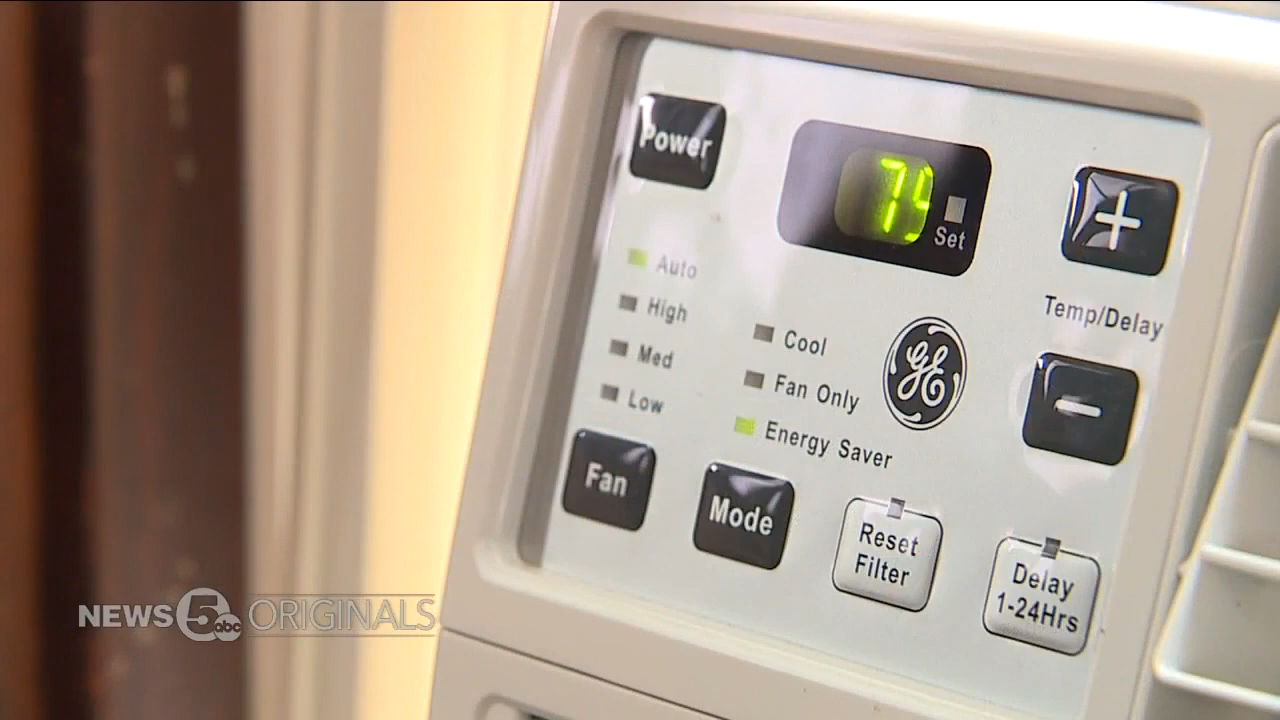 Power
Set
Auto
High
Med
Low
Cool
Fan Only
Energy Saver
GE
Temp/Delay
+
-
Fan
Mode
Reset
Filter
Delay
1-24Hrs
NEWS 5 abc ORIGINALS